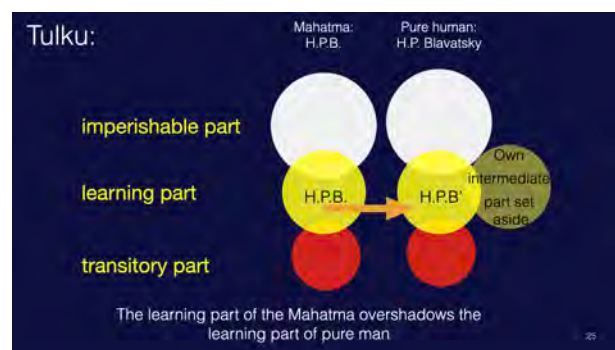 Tulku:
Mahatma:
H.P.B.
Pure human:
H.P. Blavatsky
imperishable part
learning part
H.P.B.
H.P.B'
Own
intermediate
part set
aside
transitory part
The learning part of the Mahatma overshadows the
learning part of pure man
25